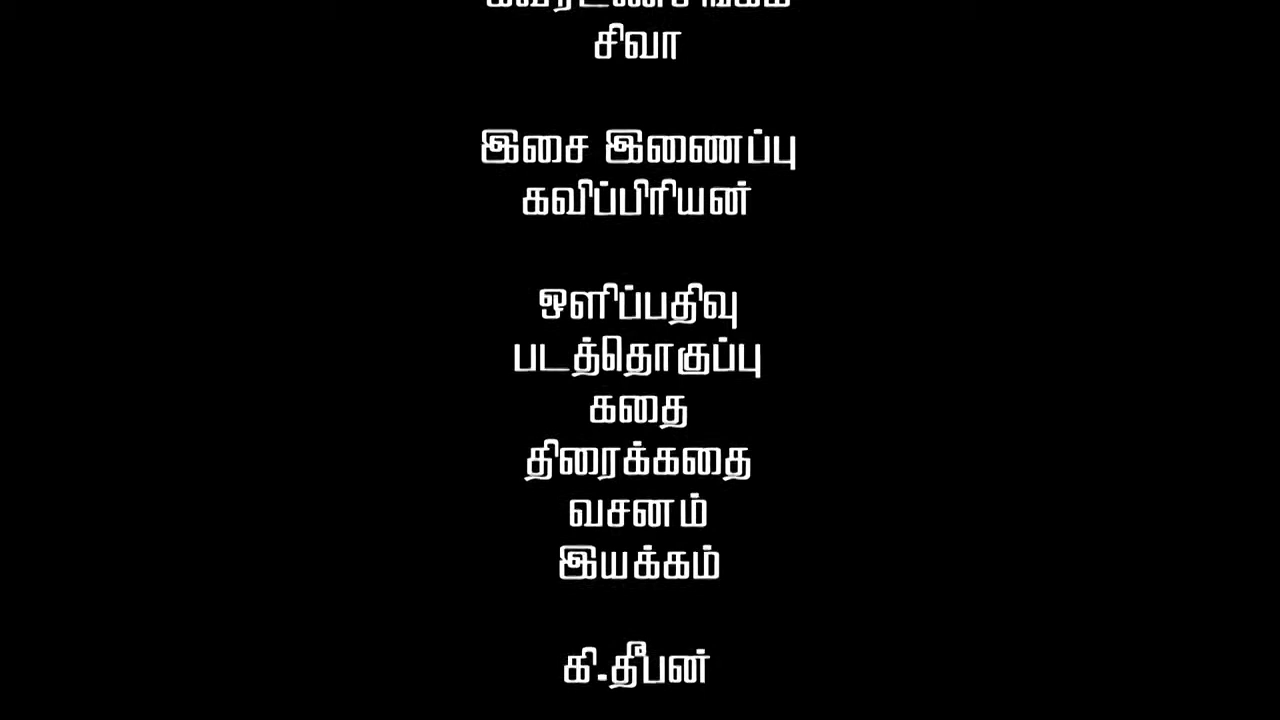 சிவா
இசை இணைப்பு
கவிப்பிரியன்
ஒளிப்பதிவு
படத்தொகுப்பு
கதை
திரைக்கதை
வசனம்
இயக்கம்
கி.தீபன்